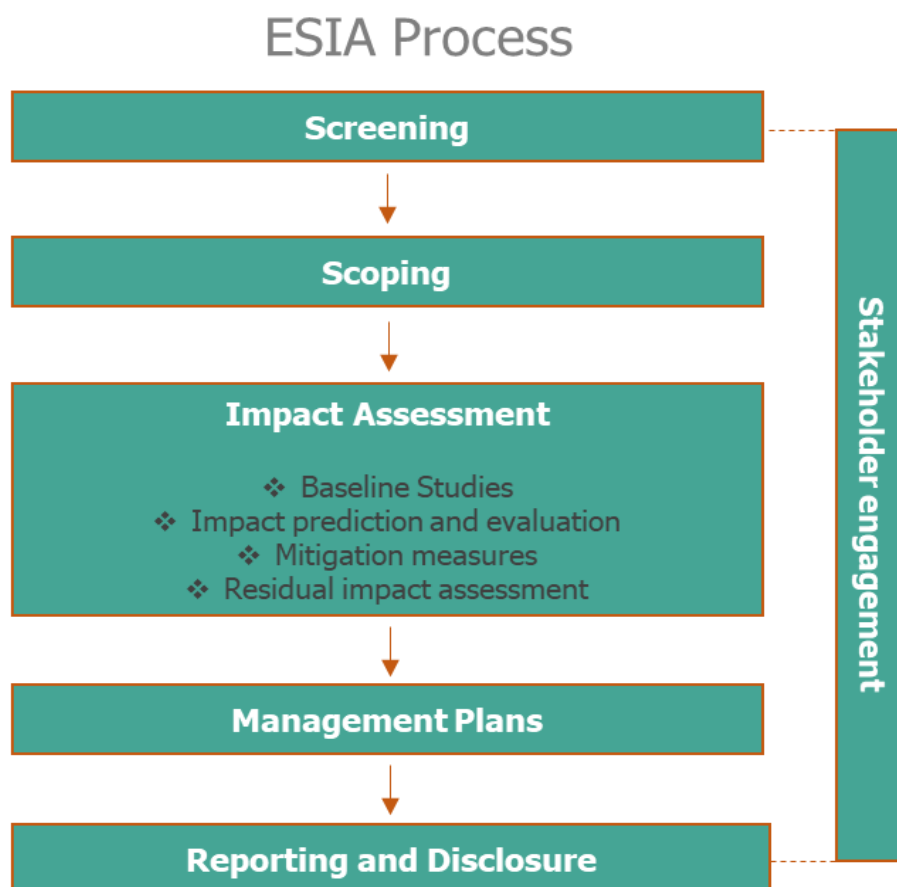 ESIA Process
Screening
Scoping
Impact Assessment
❖ Baseline Studies
❖ Impact prediction and evaluation
❖ Mitigation measures
❖ Residual impact assessment
Management Plans
Reporting and Disclosure
Stakeholder engagement